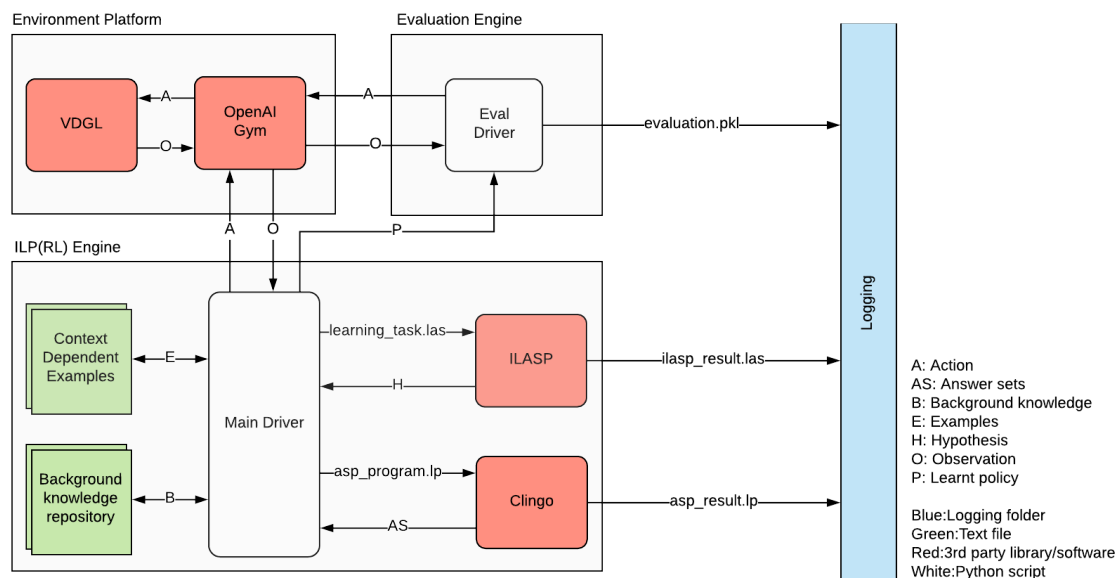 Environment Platform
Evaluation Engine
VDGL
A
O
OpenAI
Gym
A
O
Eval
Driver
evaluation.pkl
A
O
P
ILP(RL) Engine
Context
Dependent
Examples
E
Main Driver
learning_task.las
H
ILASP
ilasp_result.las
Background
knowledge
repository
B
asp_program.lp
AS
Clingo
asp_result.lp
Logging
A: Action
AS: Answer sets
B: Background knowledge
E: Examples
H: Hypothesis
O: Observation
P: Learnt policy
Blue:Logging folder
Green:Text file
Red:3rd party library/software
White:Python script